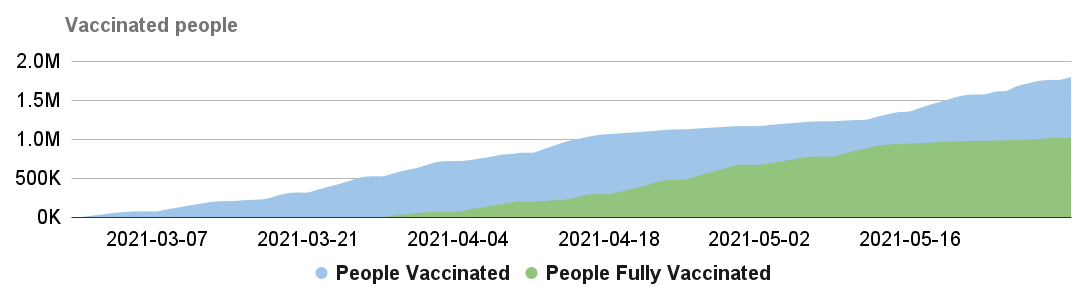 Vaccinated people
2.0M
1.5M
1.0M
500K
0K
2021-03-07 2021-03-21 2021-04-04 2021-04-18 2021-05-02 2021-05-16
People Vaccinated People Fully Vaccinated